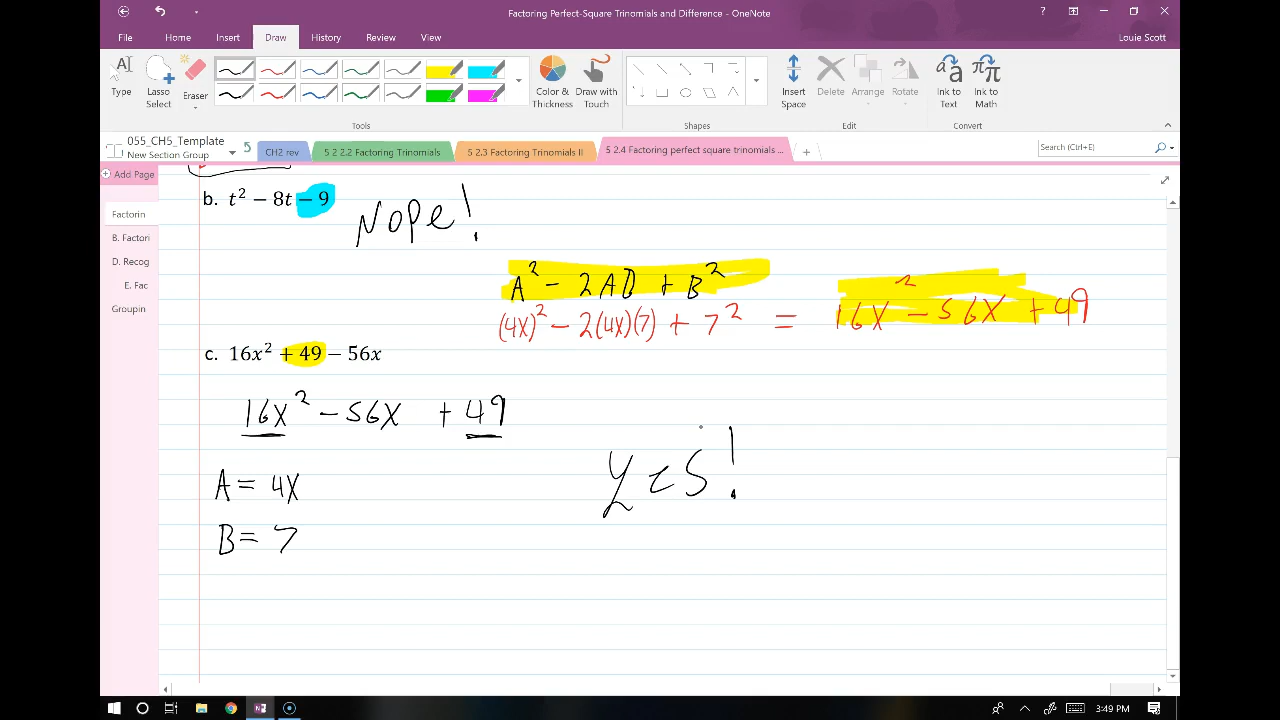 Factoring Perfect-Square Trinomials and Difference - OneNote
File Home Insert Draw History Review View
Louie Scott
Type
Lasso Select
Eraser
Color & Thickness
Draw with Touch
Insert Space
Delete
Arrange
Rotate
Ink to Text
Ink to Math
Tools Shapes Edit Convert
055_CH5_Template
New Section Group
CH2 rev
5 2 2.2 Factoring Trinomials
5 2.3 Factoring Trinomials II
5 2.4 Factoring perfect square trinomials ...
+
Search (Ctrl+E)
Add Page
Factorin
B. Factori
D. Recog
E. Fac
Groupin
b. t² − 8t − 9
Nope!
A² − 2AB + B²
(4x)² − 2(4x)(7) + 7² = 16x² − 56x + 49
c. 16x² + 49 − 56x
16x² − 56x + 49
A = 4x
Yes!
B = 7
3:49 PM